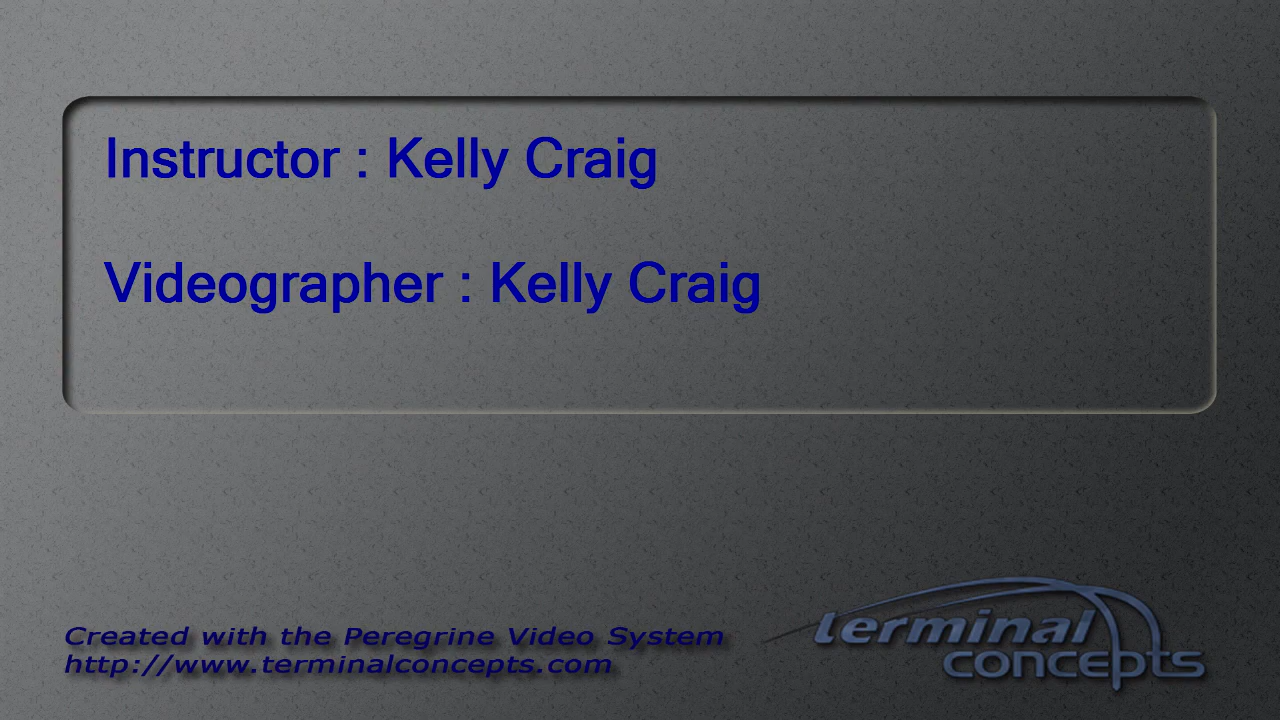 Instructor : Kelly Craig
Videographer : Kelly Craig
Created with the Peregrine Video System
http://www.terminalconcepts.com
terminal
concepts